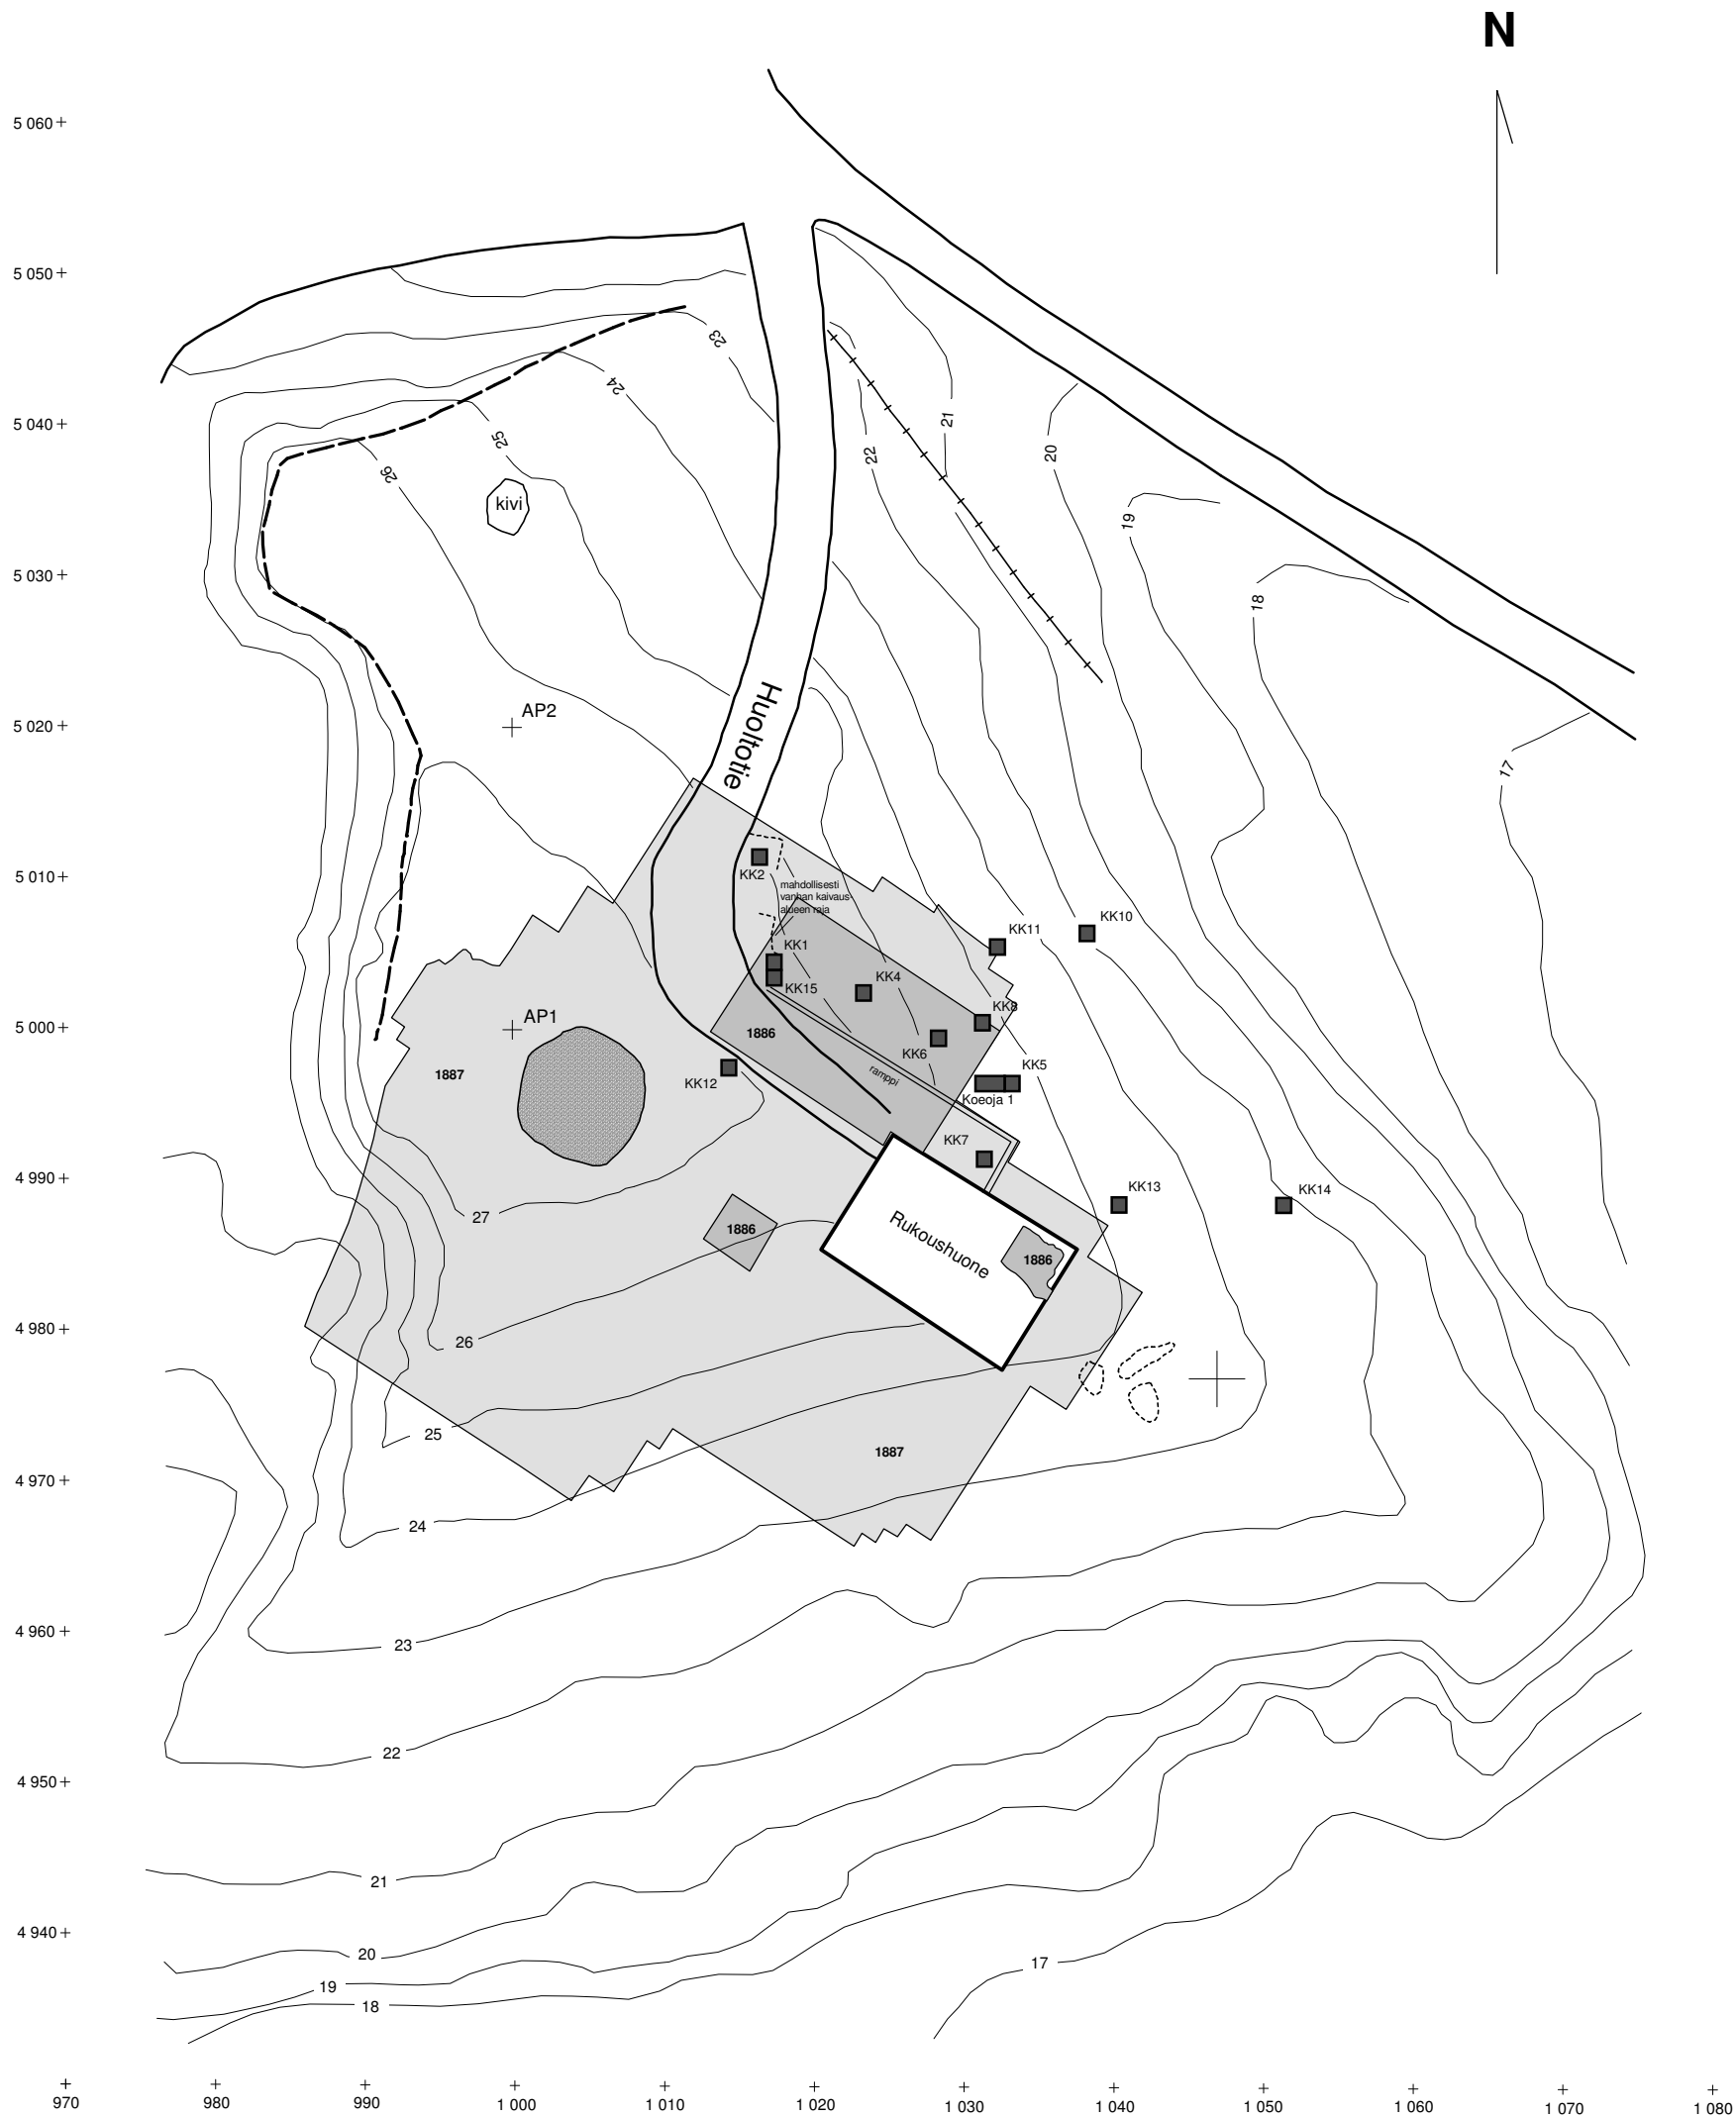 N
5 060
5 050
23
24
5 040
21
25
22
20
26
kivi
19
5 030
18
Huoltotie
AP2
5 020
17
5 010
KK2
mahdollisesti
vanhan kaivaus-
alueen raja
KK10
KK11
KK1
KK4
KK15
KK8
5 000
AP1
1886
KK6
KK5
1887
KK12
ramppi
Koeoja 1
KK7
4 990
KK13
KK14
27
1886
Rukoushuone
1886
4 980
26
25
1887
4 970
24
4 960
23
22
4 950
21
4 940
20
17
19
18
970
980
990
1 000
1 010
1 020
1 030
1 040
1 050
1 060
1 070
1 080